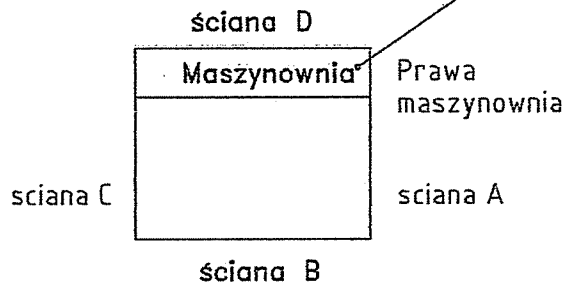 ściana D
Maszynownia
Prawa
maszynownia
sciana C
sciana A
ściana B